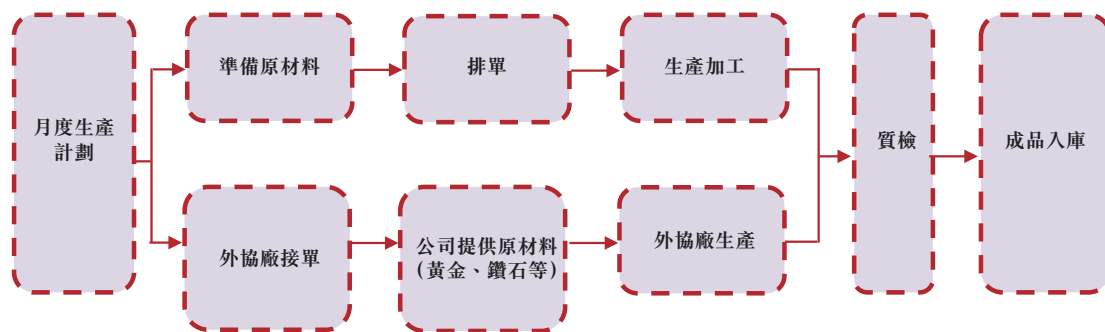 月度生產
計劃
準備原材料
排單
生產加工
外協廠接單
公司提供原材料
(黃金、鑽石等)
外協廠生產
质檢
成品入庫